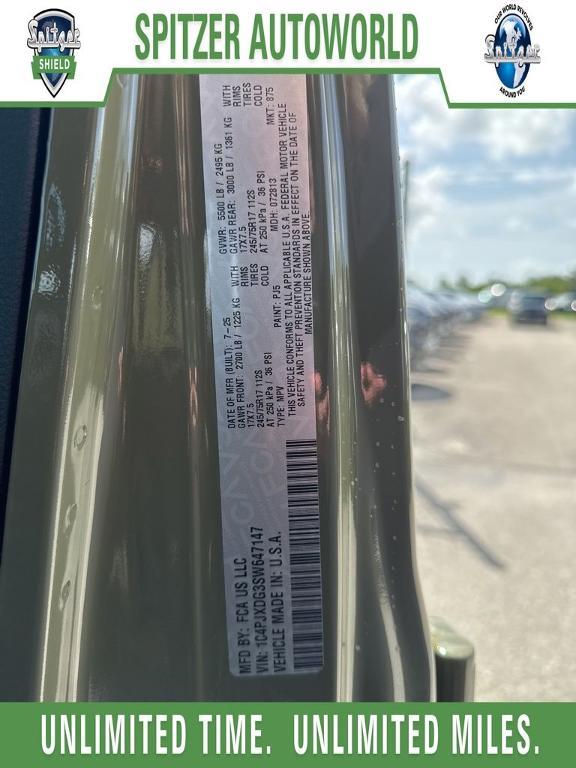 Spitzer
SHIELD
SPITZER AUTOWORLD
OUR WORLD REVOLVES
Spitzer
AROUND YOU
MFD BY: FCA US LLC
VIN: 1C4PJXDG3SW647147
VEHICLE MADE IN: U.S.A.
DATE OF MFR (BUILT): 7-25 GVWR: 5500 LB / 2495 KG
GAWR FRONT: 2700 LB / 1225 KG WITH GAWR REAR: 3000 LB / 1361 KG WITH
17X7.5 RIMS 17X7.5 RIMS
245/75R17 112S TIRES 245/75R17 112S TIRES
AT 250 kPa / 36 PSI COLD AT 250 kPa / 36 PSI COLD
TYPE: MPV PAINT: PJ5 MDH: 072813 MKT: 875
THIS VEHICLE CONFORMS TO ALL APPLICABLE U.S.A. FEDERAL MOTOR VEHICLE
SAFETY AND THEFT PREVENTION STANDARDS IN EFFECT ON THE DATE OF
MANUFACTURE SHOWN ABOVE.
UNLIMITED TIME. UNLIMITED MILES.